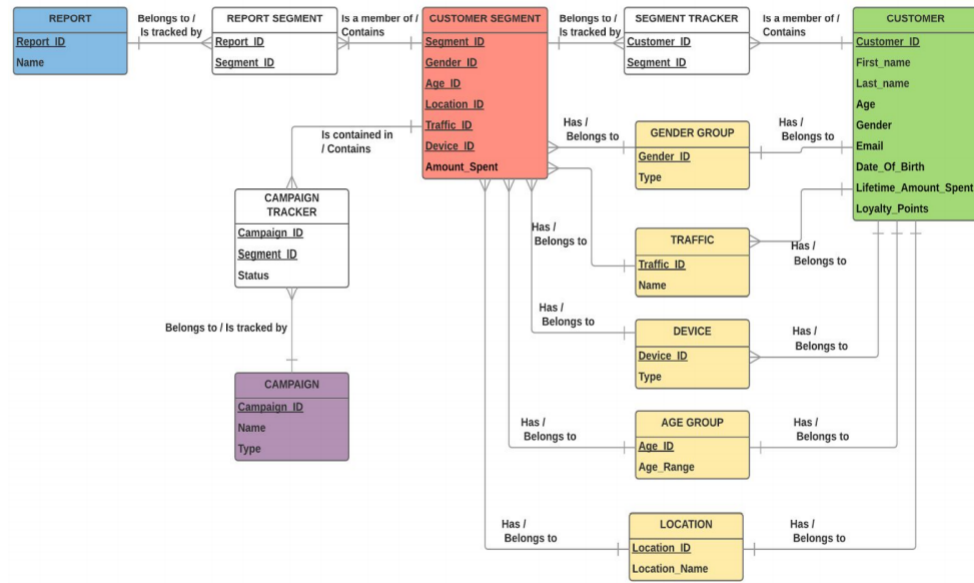 REPORT
Report_ID
Name
Belongs to /
Is tracked by
REPORT SEGMENT
Report_ID
Segment_ID
Is a member of /
Contains
CUSTOMER SEGMENT
Segment_ID
Gender_ID
Age_ID
Location_ID
Traffic_ID
Device_ID
Amount_Spent
Belongs to /
Is tracked by
SEGMENT TRACKER
Customer_ID
Segment_ID
Is a member of /
Contains
CUSTOMER
Customer_ID
First_name
Last_name
Age
Gender
Email
Date_Of_Birth
Lifetime_Amount_Spent
Loyalty_Points
Is contained in
/ Contains
CAMPAIGN
TRACKER
Campaign_ID
Segment_ID
Status
Belongs to / Is tracked by
CAMPAIGN
Campaign_ID
Name
Type
Has /
Belongs to
GENDER GROUP
Gender_ID
Type
Has /
Belongs to
Has /
Belongs to
TRAFFIC
Traffic_ID
Name
Has /
Belongs to
Has /
Belongs to
DEVICE
Device_ID
Type
Has /
Belongs to
Has /
Belongs to
AGE GROUP
Age_ID
Age_Range
Has /
Belongs to
Has /
Belongs to
LOCATION
Location_ID
Location_Name
Has /
Belongs to